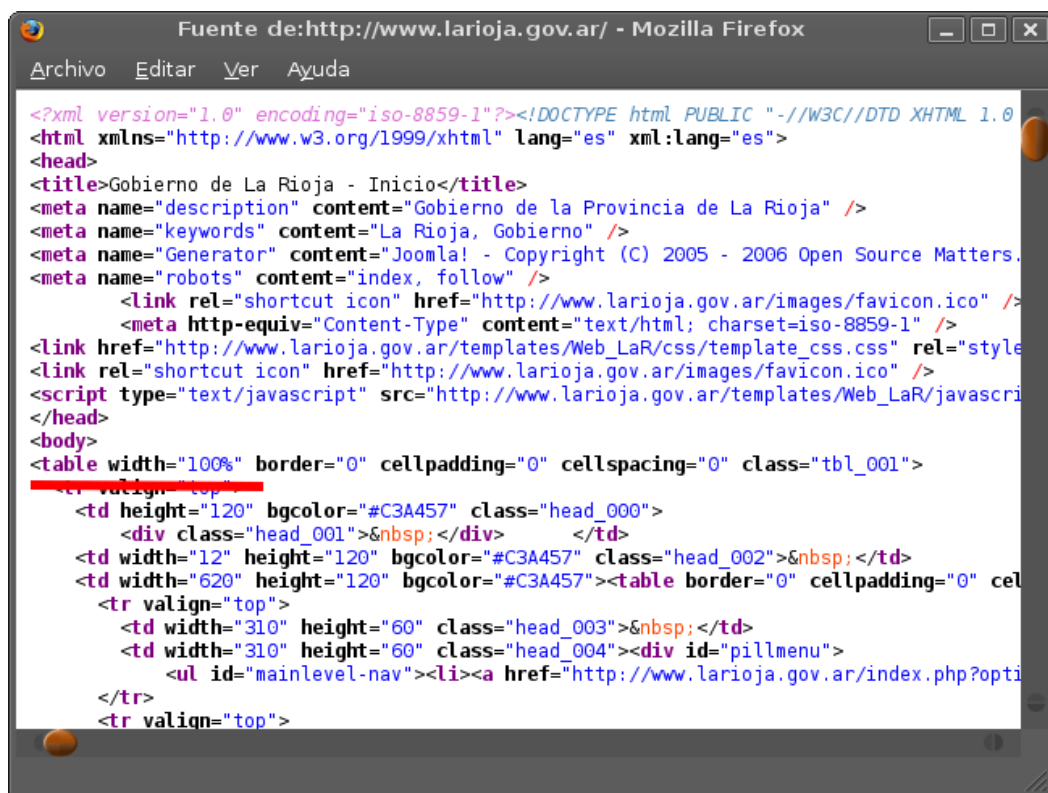 Fuente de:http://www.larioja.gov.ar/ - Mozilla Firefox
Archivo Editar Ver Ayuda
<?xml version="1.0" encoding="iso-8859-1"?><!DOCTYPE html PUBLIC "-//W3C//DTD XHTML 1.0
<html xmlns="http://www.w3.org/1999/xhtml" lang="es" xml:lang="es">
<head>
<title>Gobierno de La Rioja - Inicio</title>
<meta name="description" content="Gobierno de la Provincia de La Rioja" />
<meta name="keywords" content="La Rioja, Gobierno" />
<meta name="Generator" content="Joomla! - Copyright (C) 2005 - 2006 Open Source Matters.
<meta name="robots" content="index, follow" />
<link rel="shortcut icon" href="http://www.larioja.gov.ar/images/favicon.ico" />
<meta http-equiv="Content-Type" content="text/html; charset=iso-8859-1" />
<link href="http://www.larioja.gov.ar/templates/Web_LaR/css/template_css.css" rel="style
<link rel="shortcut icon" href="http://www.larioja.gov.ar/images/favicon.ico" />
<script type="text/javascript" src="http://www.larioja.gov.ar/templates/Web_LaR/javascri
</head>
<body>
<table width="100%" border="0" cellpadding="0" cellspacing="0" class="tbl_001">
<tr valign="top">
<td height="120" bgcolor="#C3A457" class="head_000">
<div class="head_001">&nbsp;</div> </td>
<td width="12" height="120" bgcolor="#C3A457" class="head_002">&nbsp;</td>
<td width="620" height="120" bgcolor="#C3A457"><table border="0" cellpadding="0" cel
<tr valign="top">
<td width="310" height="60" class="head_003">&nbsp;</td>
<td width="310" height="60" class="head_004"><div id="pillmenu">
<ul id="mainlevel-nav"><li><a href="http://www.larioja.gov.ar/index.php?opti
</tr>
<tr valign="top">